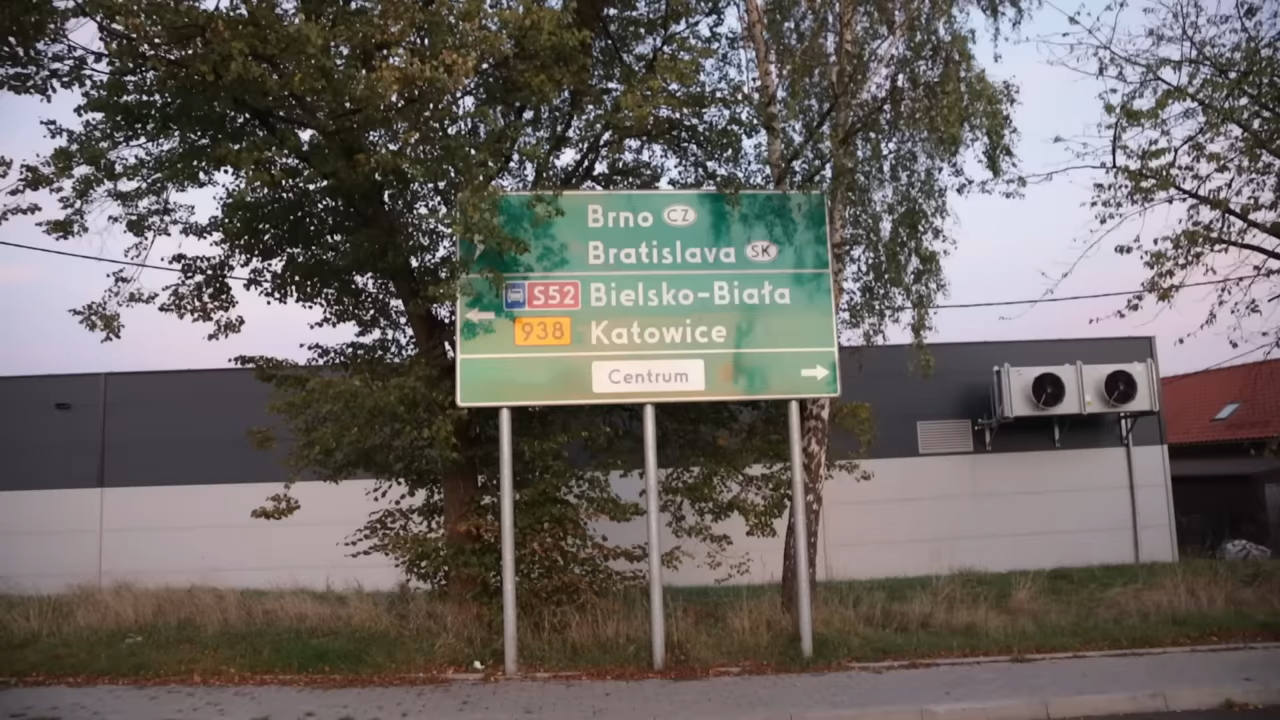 Brno CZ
Bratislava SK
S52 Bielsko-Biała
938 Katowice
Centrum